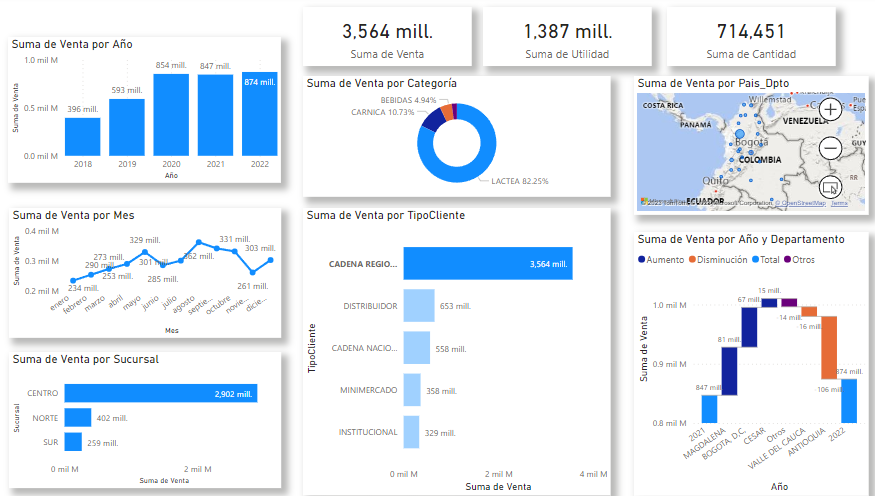 3,564 mill.
Suma de Venta
1,387 mill.
Suma de Utilidad
714,451
Suma de Cantidad
Suma de Venta por Año
1.0 mil M
0.5 mil M
0.0 mil M
Suma de Venta
396 mill.
593 mill.
854 mill.
847 mill.
874 mill.
2018
2019
2020
2021
2022
Año
Suma de Venta por Categoría
BEBIDAS 4.94%
CARNICA 10.73%
LACTEA 82.25%
Suma de Venta por Pais_Dpto
COSTA RICA
PANAMÁ
Willemstad
VENEZUELA
Bogotá
COLOMBIA
Quito
ECUADOR
GUY
RR
© OpenStreetMap
Terms
Suma de Venta por Mes
0.4 mil M
0.3 mil M
0.2 mil M
Suma de Venta
234 mill.
290 mill.
273 mill.
253 mill.
329 mill.
301 mill.
285 mill.
362 mill.
331 mill.
261 mill.
303 mill.
enero
febrero
marzo
abril
mayo
junio
julio
agosto
septie...
octubre
novie...
dicie...
Mes
Suma de Venta por TipoCliente
TipoCliente
CADENA REGIO...
3,564 mill.
DISTRIBUIDOR
653 mill.
CADENA NACIO...
558 mill.
MINIMERCADO
358 mill.
INSTITUCIONAL
329 mill.
0 mil M
2 mil M
4 mil M
Suma de Venta
Suma de Venta por Año y Departamento
Aumento
Disminución
Total
Otros
1.0 mil M
0.9 mil M
0.8 mil M
Suma de Venta
847 mill.
81 mill.
67 mill.
15 mill.
14 mill.
16 mill.
106 mill.
874 mill.
2021
MAGDALENA
BOGOTA, D.C.
CESAR
Otros
VALLE DEL CAUCA
ANTIOQUIA
2022
Año
Suma de Venta por Sucursal
Sucursal
CENTRO
2,902 mill.
NORTE
402 mill.
SUR
259 mill.
0 mil M
2 mil M
Suma de Venta